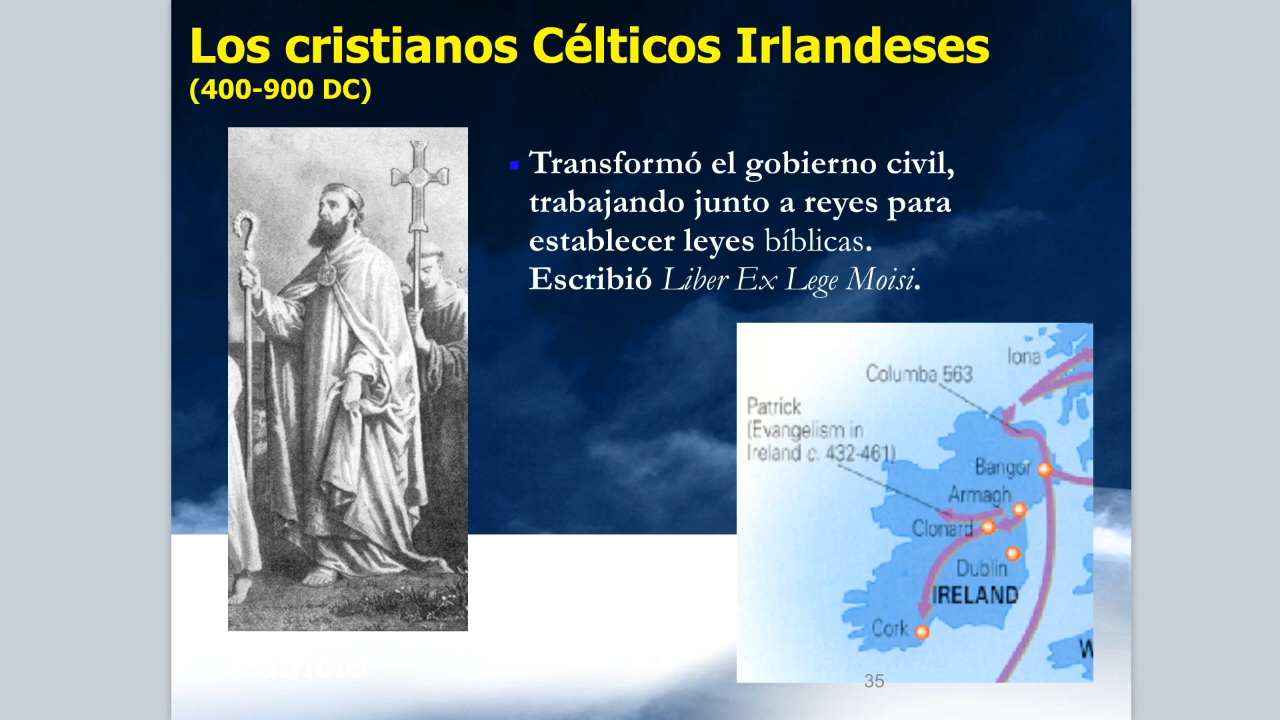 Los cristianos Célticos Irlandeses
(400-900 DC)
Transformó el gobierno civil,
trabajando junto a reyes para
establecer leyes bíblicas.
Escribió Liber Ex Lege Moisi.
Iona
Columba 563
Patrick
(Evangelism in
Ireland c. 432-461)
Bangor
Armagh
Clonard
Dublin
IRELAND
Cork
W
Patricio
35